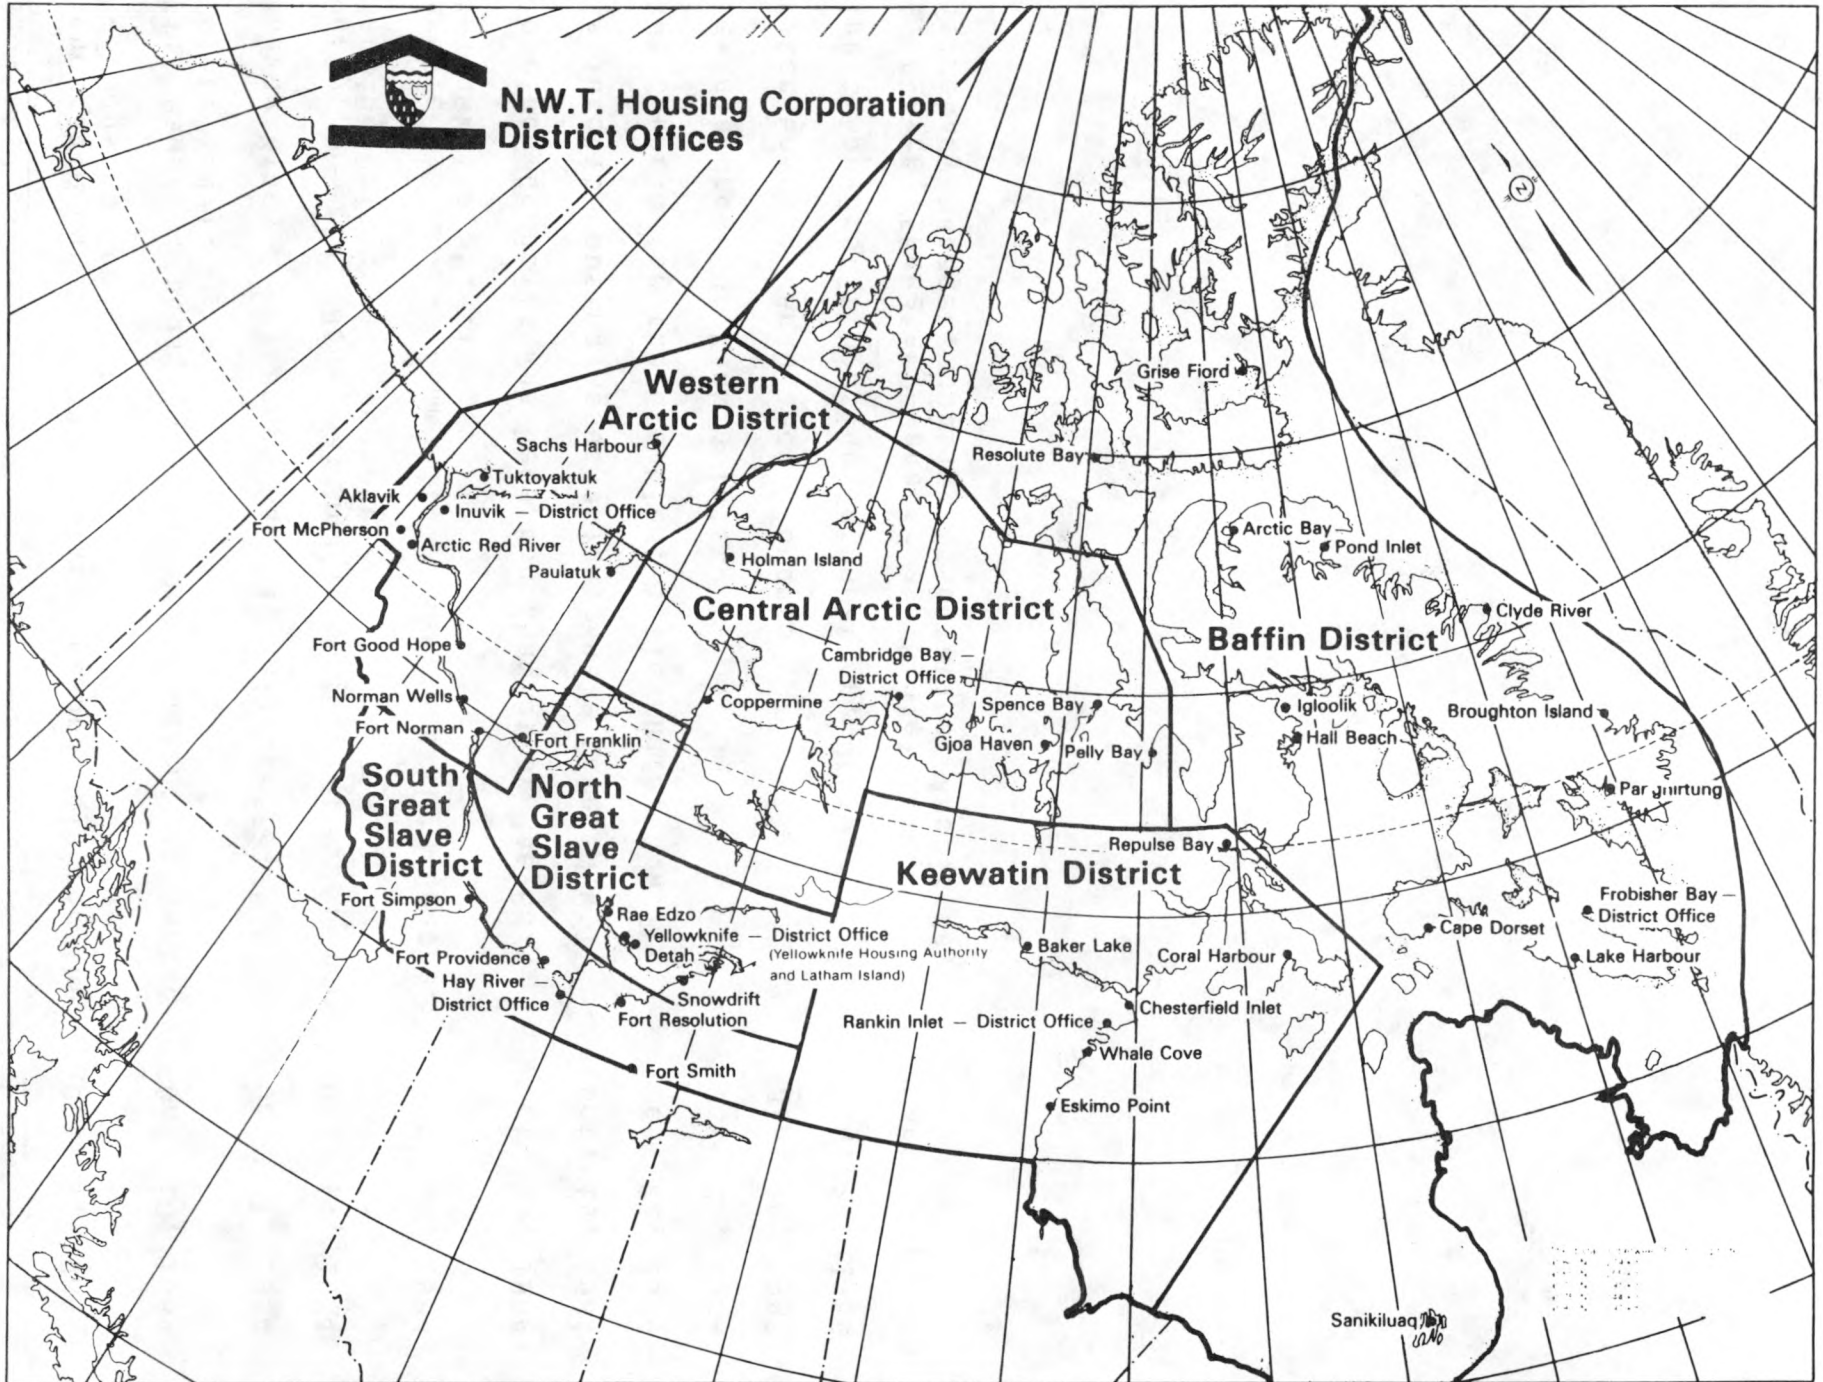 N.W.T. Housing Corporation
District Offices
Western
Arctic District
Sachs Harbour
Tuktoyaktuk
Aklavik
Inuvik — District Office
Fort McPherson
Arctic Red River
Paulatuk
Fort Good Hope
Norman Wells
Fort Norman
Fort Franklin
Holman Island
Central Arctic District
Cambridge Bay —
District Office
Coppermine
Spence Bay
Gjoa Haven
Pelly Bay
Grise Fiord
Resolute Bay
Arctic Bay
Pond Inlet
Clyde River
Baffin District
Igloolik
Hall Beach
Broughton Island
Frobisher Bay —
District Office
Cape Dorset
Lake Harbour
Sanikiluaq
South
Great
Slave
District
Fort Simpson
Fort Providence
Hay River —
District Office
Fort Resolution
Fort Smith
North
Great
Slave
District
Rae Edzo
Yellowknife — District Office
(Yellowknife Housing Authority
and Latham Island)
Detah
Snowdrift
Keewatin District
Repulse Bay
Baker Lake
Coral Harbour
Chesterfield Inlet
Rankin Inlet — District Office
Whale Cove
Eskimo Point
N